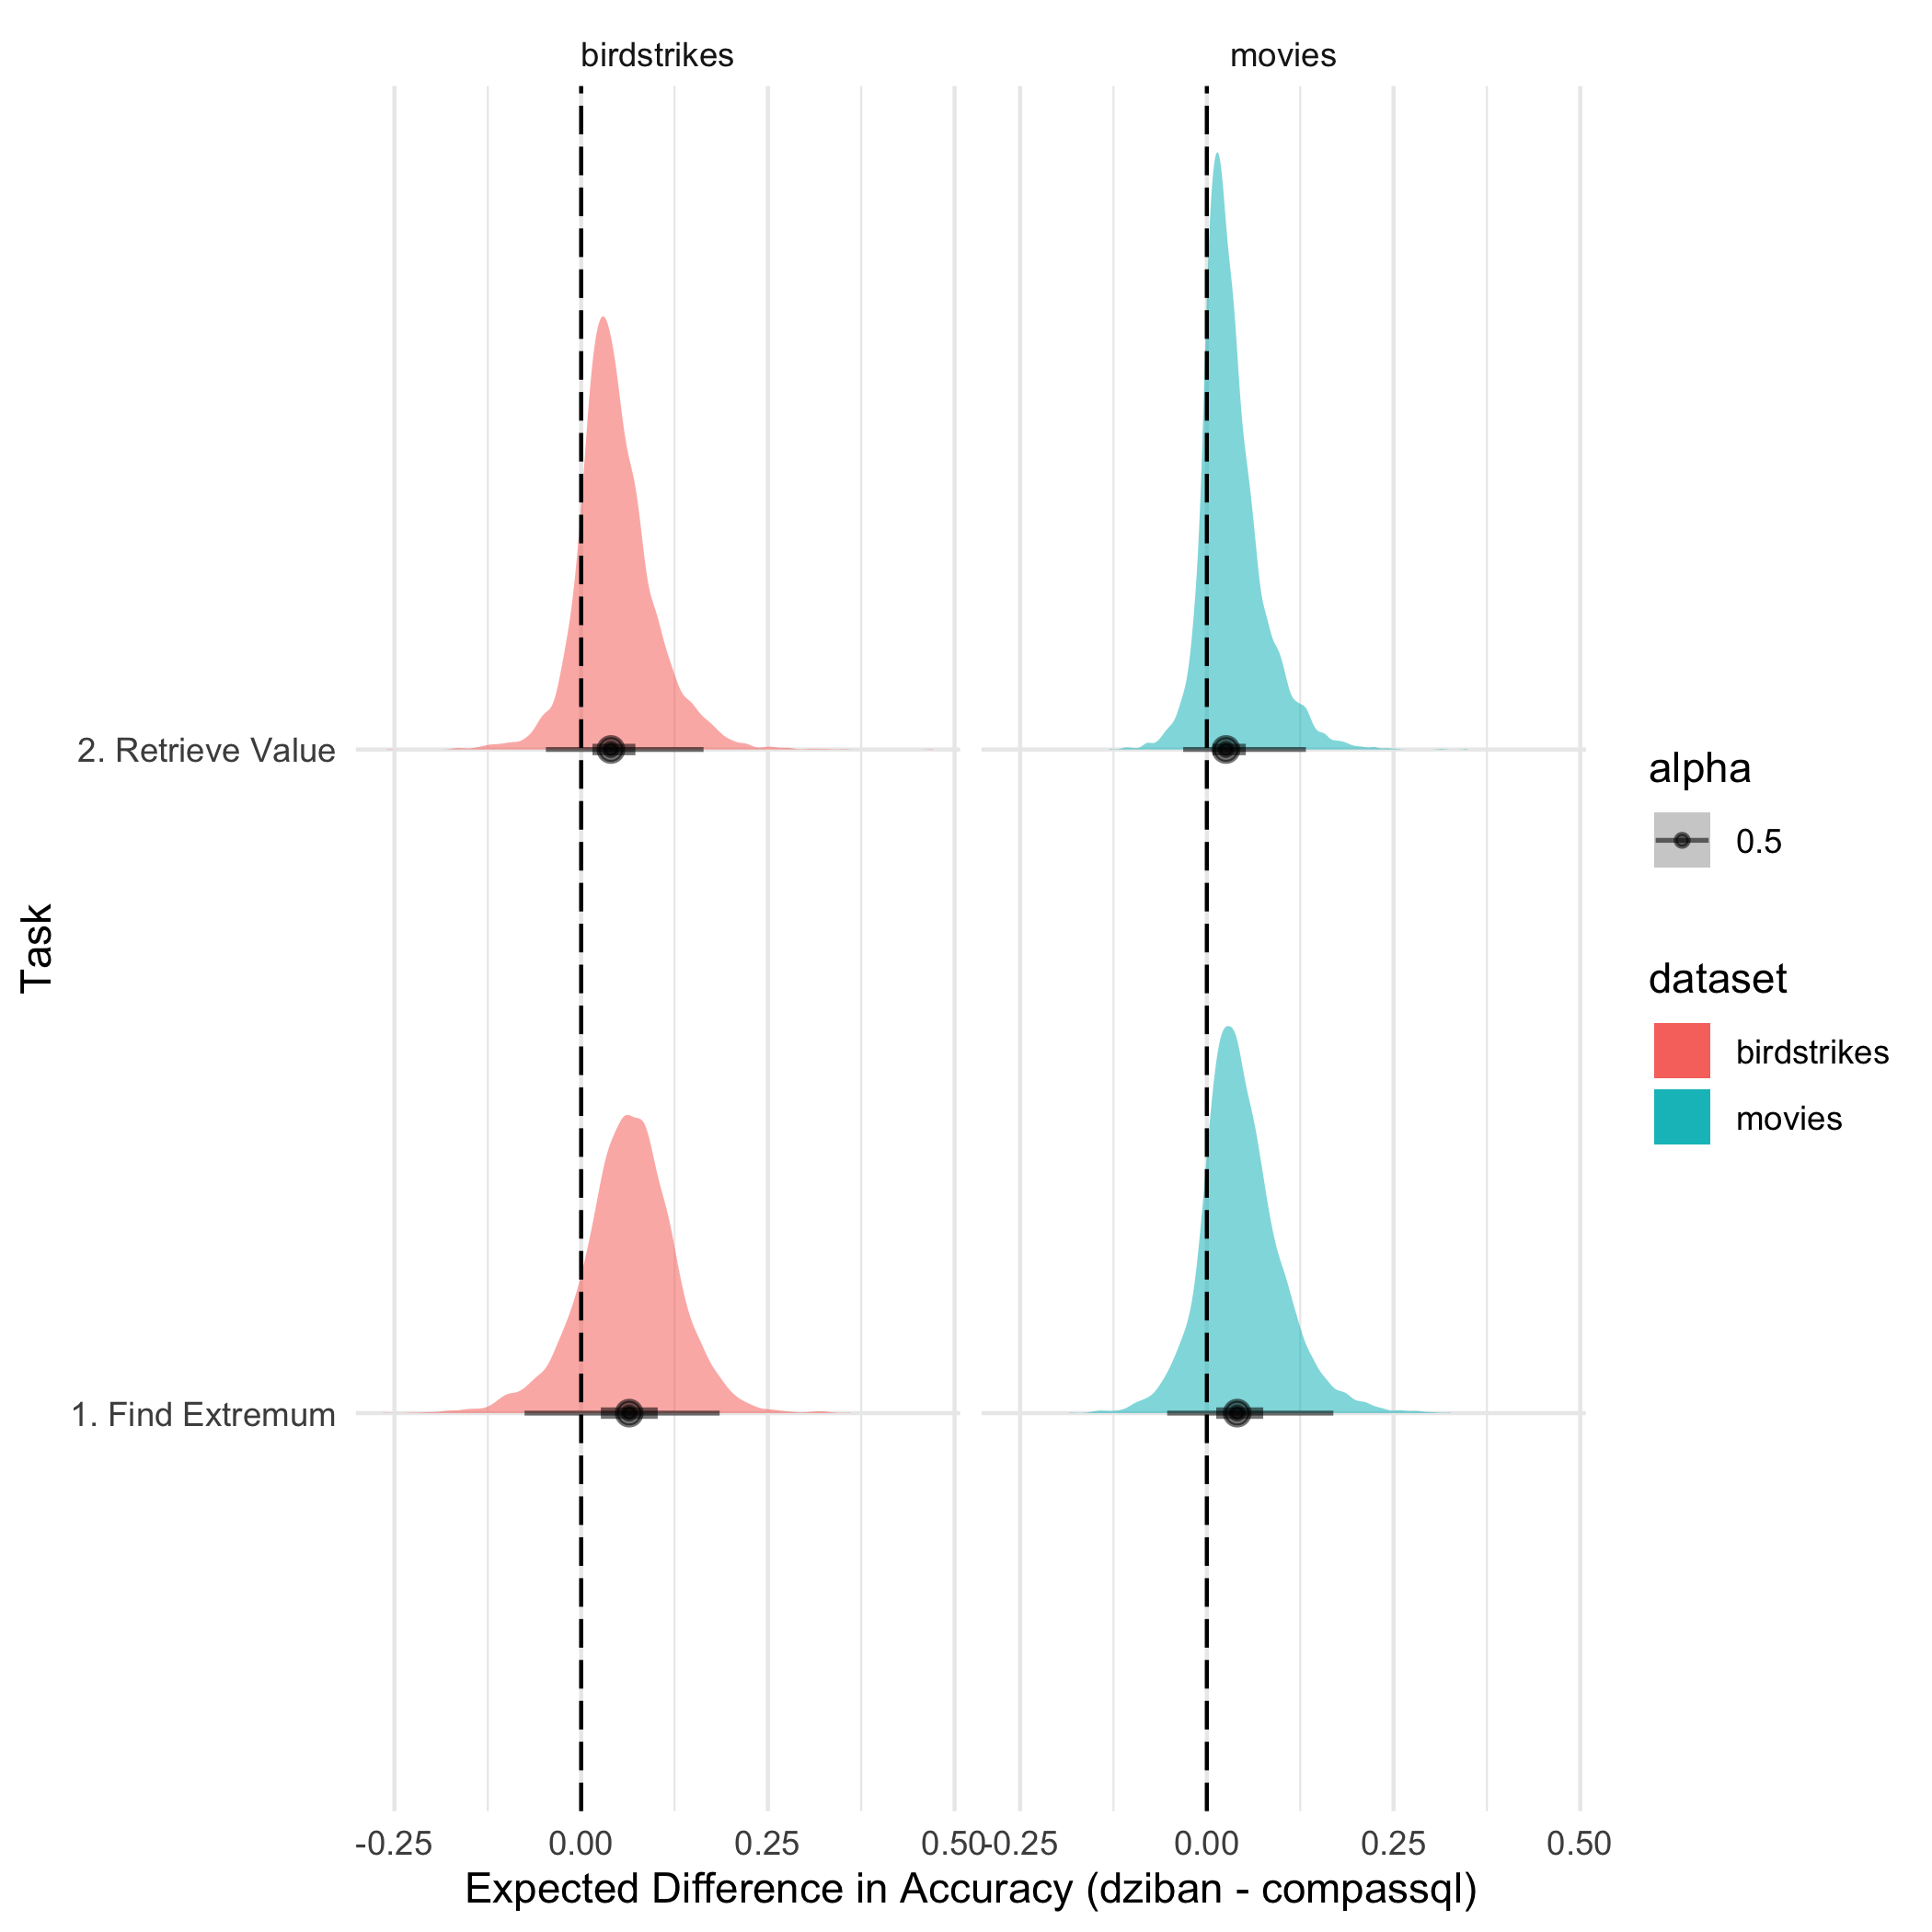 birdstrikes movies
2. Retrieve Value
1. Find Extremum
Task
-0.25 0.00 0.25 0.50 -0.25 0.00 0.25 0.50
Expected Difference in Accuracy (dziban - compassql)
alpha
0.5
dataset
birdstrikes
movies